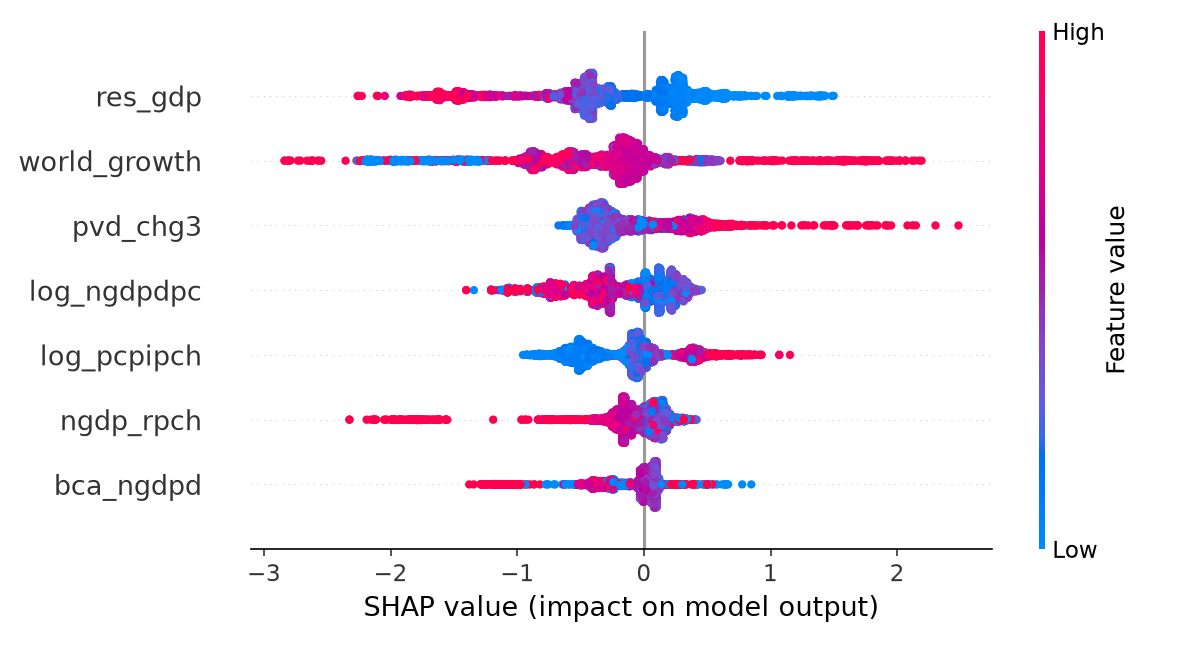 High
res_gdp
world_growth
pvd_chg3
log_ngdpdpc
log_pcpipch
ngdp_rpch
bca_ngdpd
Feature value
Low
−3 −2 −1 0 1 2
SHAP value (impact on model output)